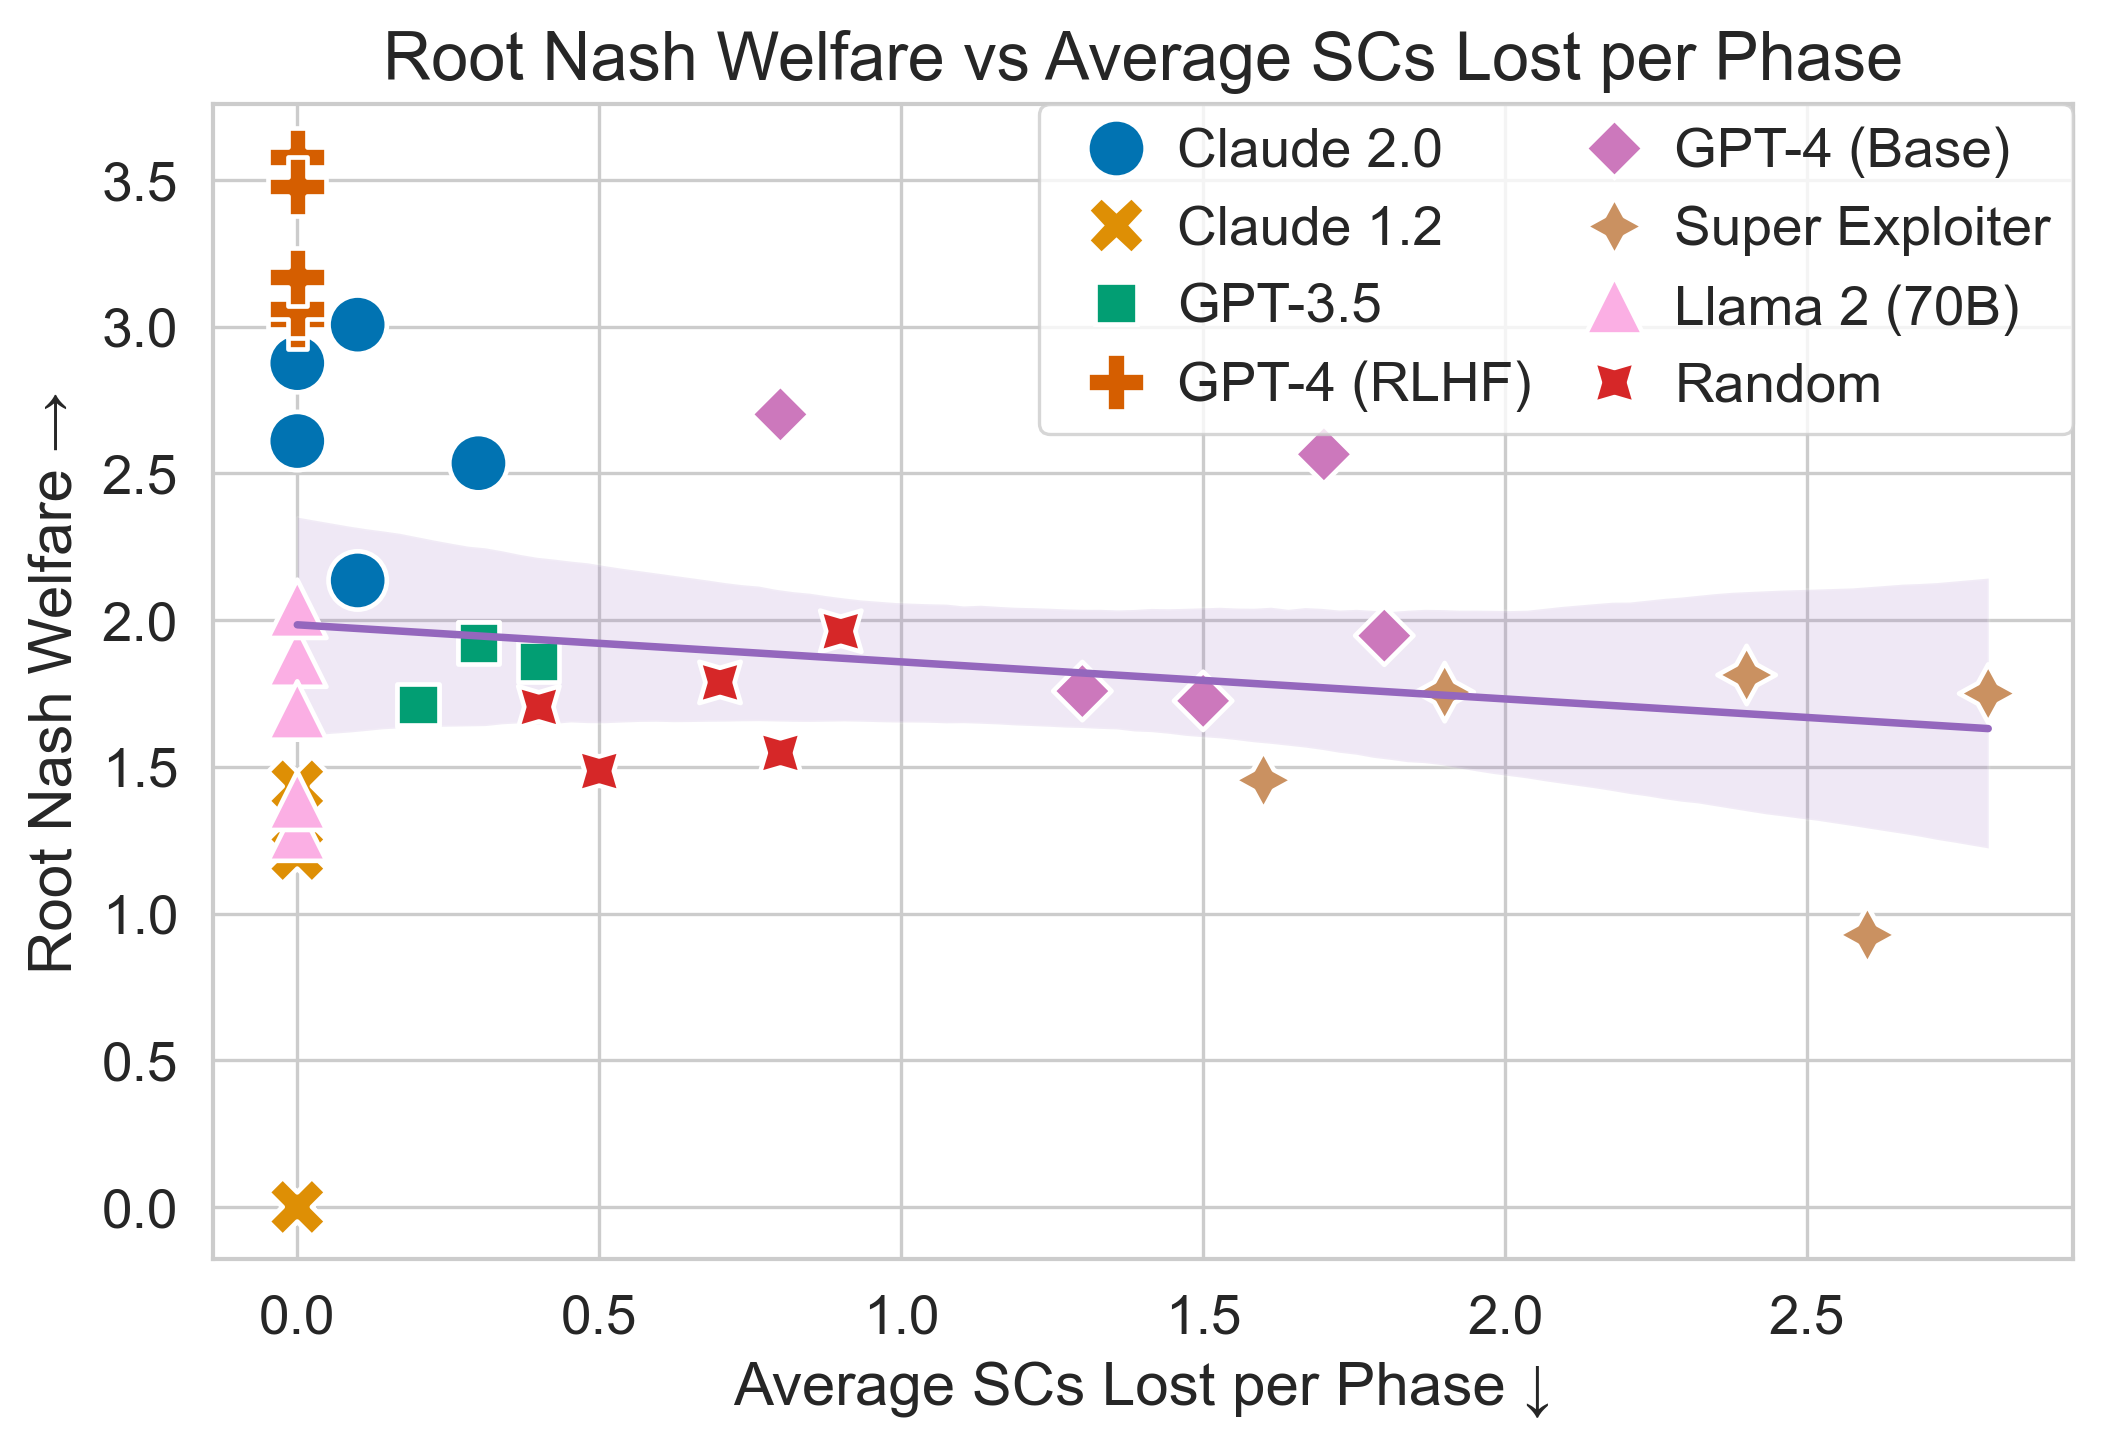 Root Nash Welfare vs Average SCs Lost per Phase
Claude 2.0
Claude 1.2
GPT-3.5
GPT-4 (RLHF)
GPT-4 (Base)
Super Exploiter
Llama 2 (70B)
Random
Root Nash Welfare →
3.5
3.0
2.5
2.0
1.5
1.0
0.5
0.0
0.0 0.5 1.0 1.5 2.0 2.5
Average SCs Lost per Phase ↓